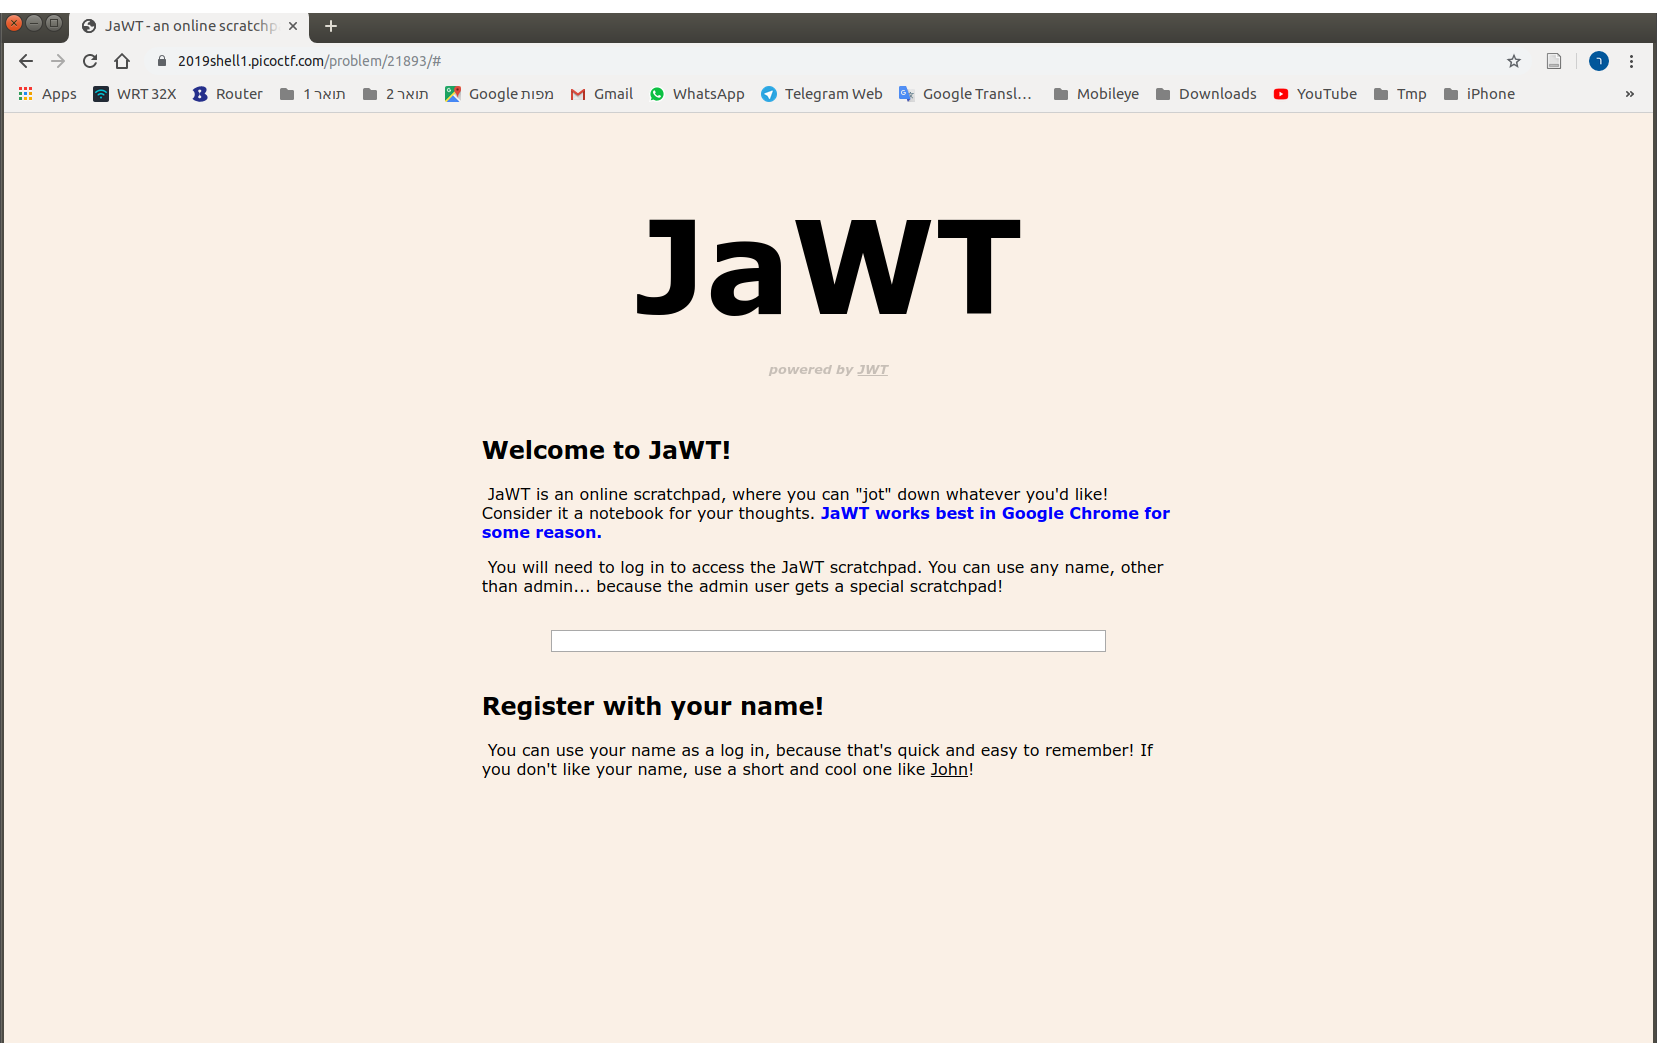 JaWT - an online scratchp
2019shell1.picoctf.com/problem/21893/#
Apps WRT 32X Router תואר 1 תואר 2 מפות Google Gmail WhatsApp Telegram Web Google Transl... Mobileye Downloads YouTube Tmp iPhone »
JaWT
powered by JWT
Welcome to JaWT!
JaWT is an online scratchpad, where you can "jot" down whatever you'd like!
Consider it a notebook for your thoughts. JaWT works best in Google Chrome for
some reason.
You will need to log in to access the JaWT scratchpad. You can use any name, other
than admin... because the admin user gets a special scratchpad!
Register with your name!
You can use your name as a log in, because that's quick and easy to remember! If
you don't like your name, use a short and cool one like John!